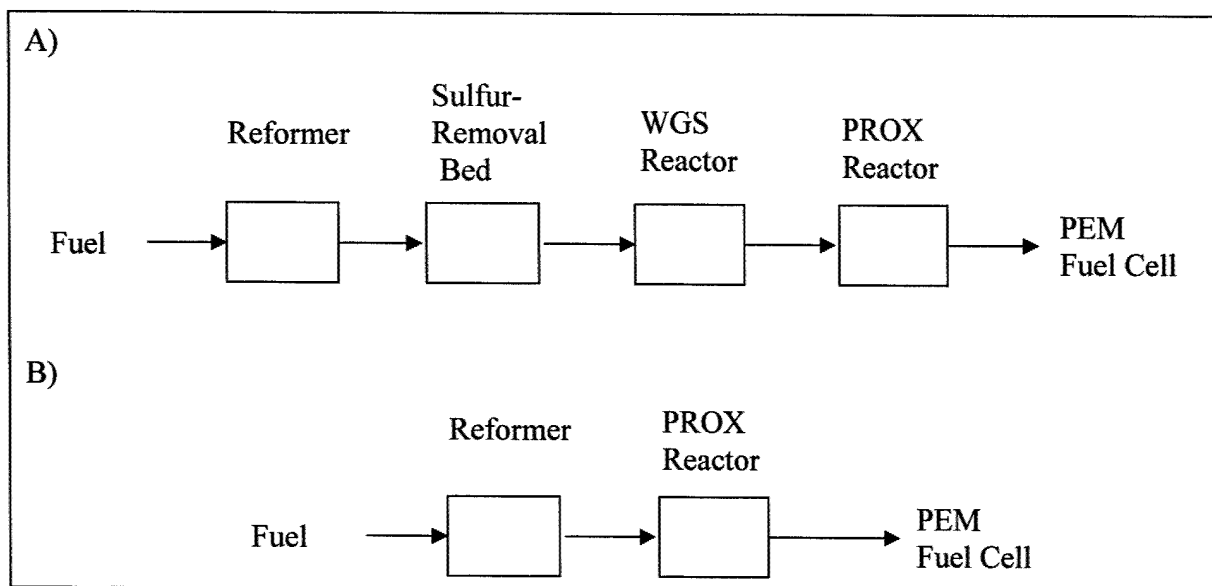 A)
Reformer
Sulfur-
Removal
Bed
WGS
Reactor
PROX
Reactor
Fuel
PEM
Fuel Cell
B)
Reformer
PROX
Reactor
Fuel
PEM
Fuel Cell